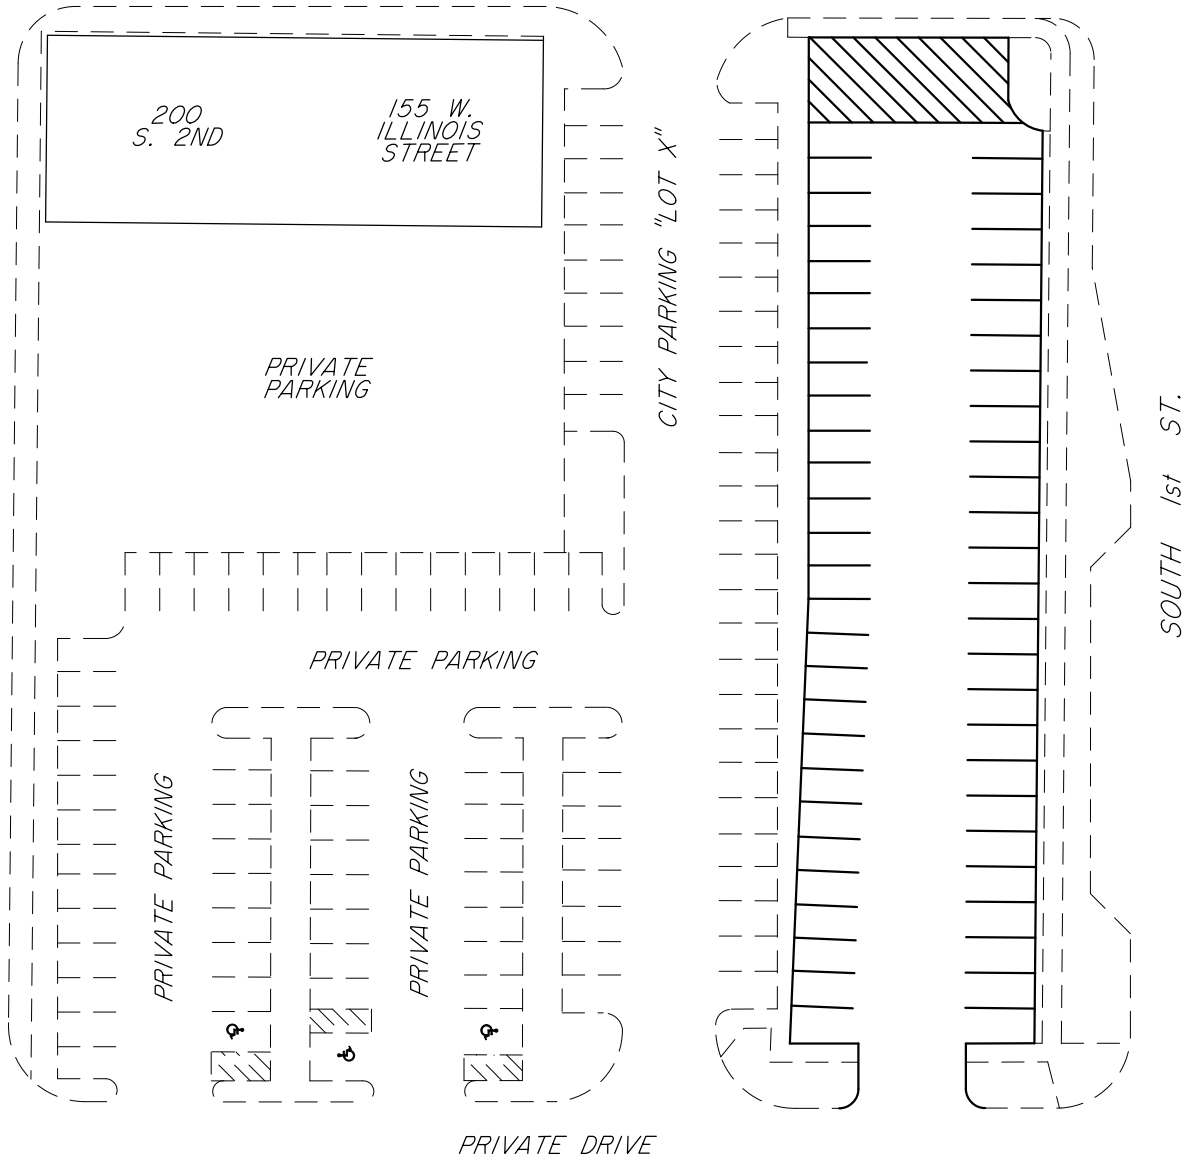 200
S. 2ND
155 W.
ILLINOIS
STREET
CITY PARKING "LOT X"
PRIVATE
PARKING
SOUTH 1st ST.
PRIVATE PARKING
PRIVATE PARKING
PRIVATE PARKING
PRIVATE DRIVE